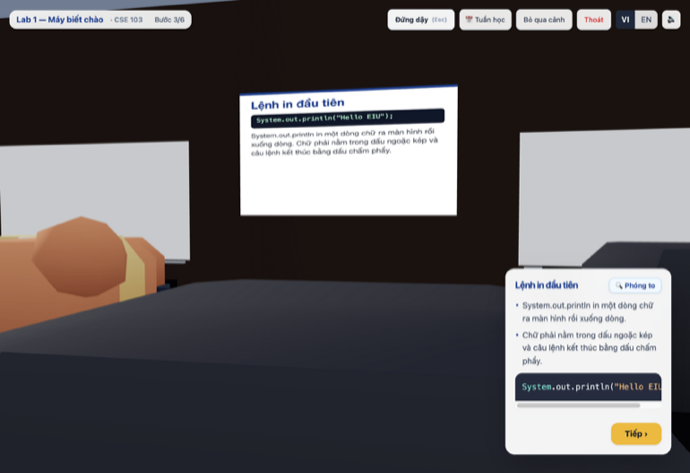 Lab 1 — Máy biết chào · CSE 103 Bước 3/6
Đứng dậy (Esc)
📅 Tuần học
Bỏ qua cảnh
Thoát
VI EN
Lệnh in đầu tiên
System.out.println("Hello EIU");
System.out.println in một dòng chữ ra màn hình rồi
xuống dòng. Chữ phải nằm trong dấu ngoặc kép và
câu lệnh kết thúc bằng dấu chấm phẩy.
Lệnh in đầu tiên
🔍 Phóng to
• System.out.println in một dòng chữ
ra màn hình rồi xuống dòng.
• Chữ phải nằm trong dấu ngoặc kép
và câu lệnh kết thúc bằng dấu chấm
phẩy.
System.out.println("Hello EIU
Tiếp ›